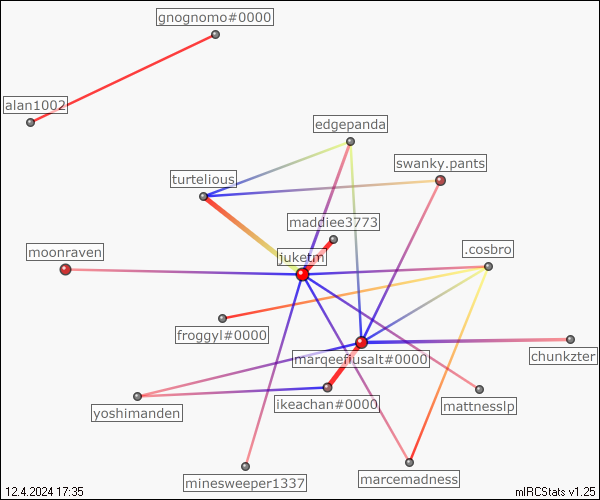 gnognomo#0000
alan1002
edgepanda
swanky.pants
turtelious
maddiee3773
moonraven
juketm
.cosbro
froggyl#0000
marqeefiusalt#0000
chunkzter
ikeachan#0000
mattnesslp
yoshimanden
minesweeper1337
marcemadness
12.4.2024 17:35
mIRCStats v1.25